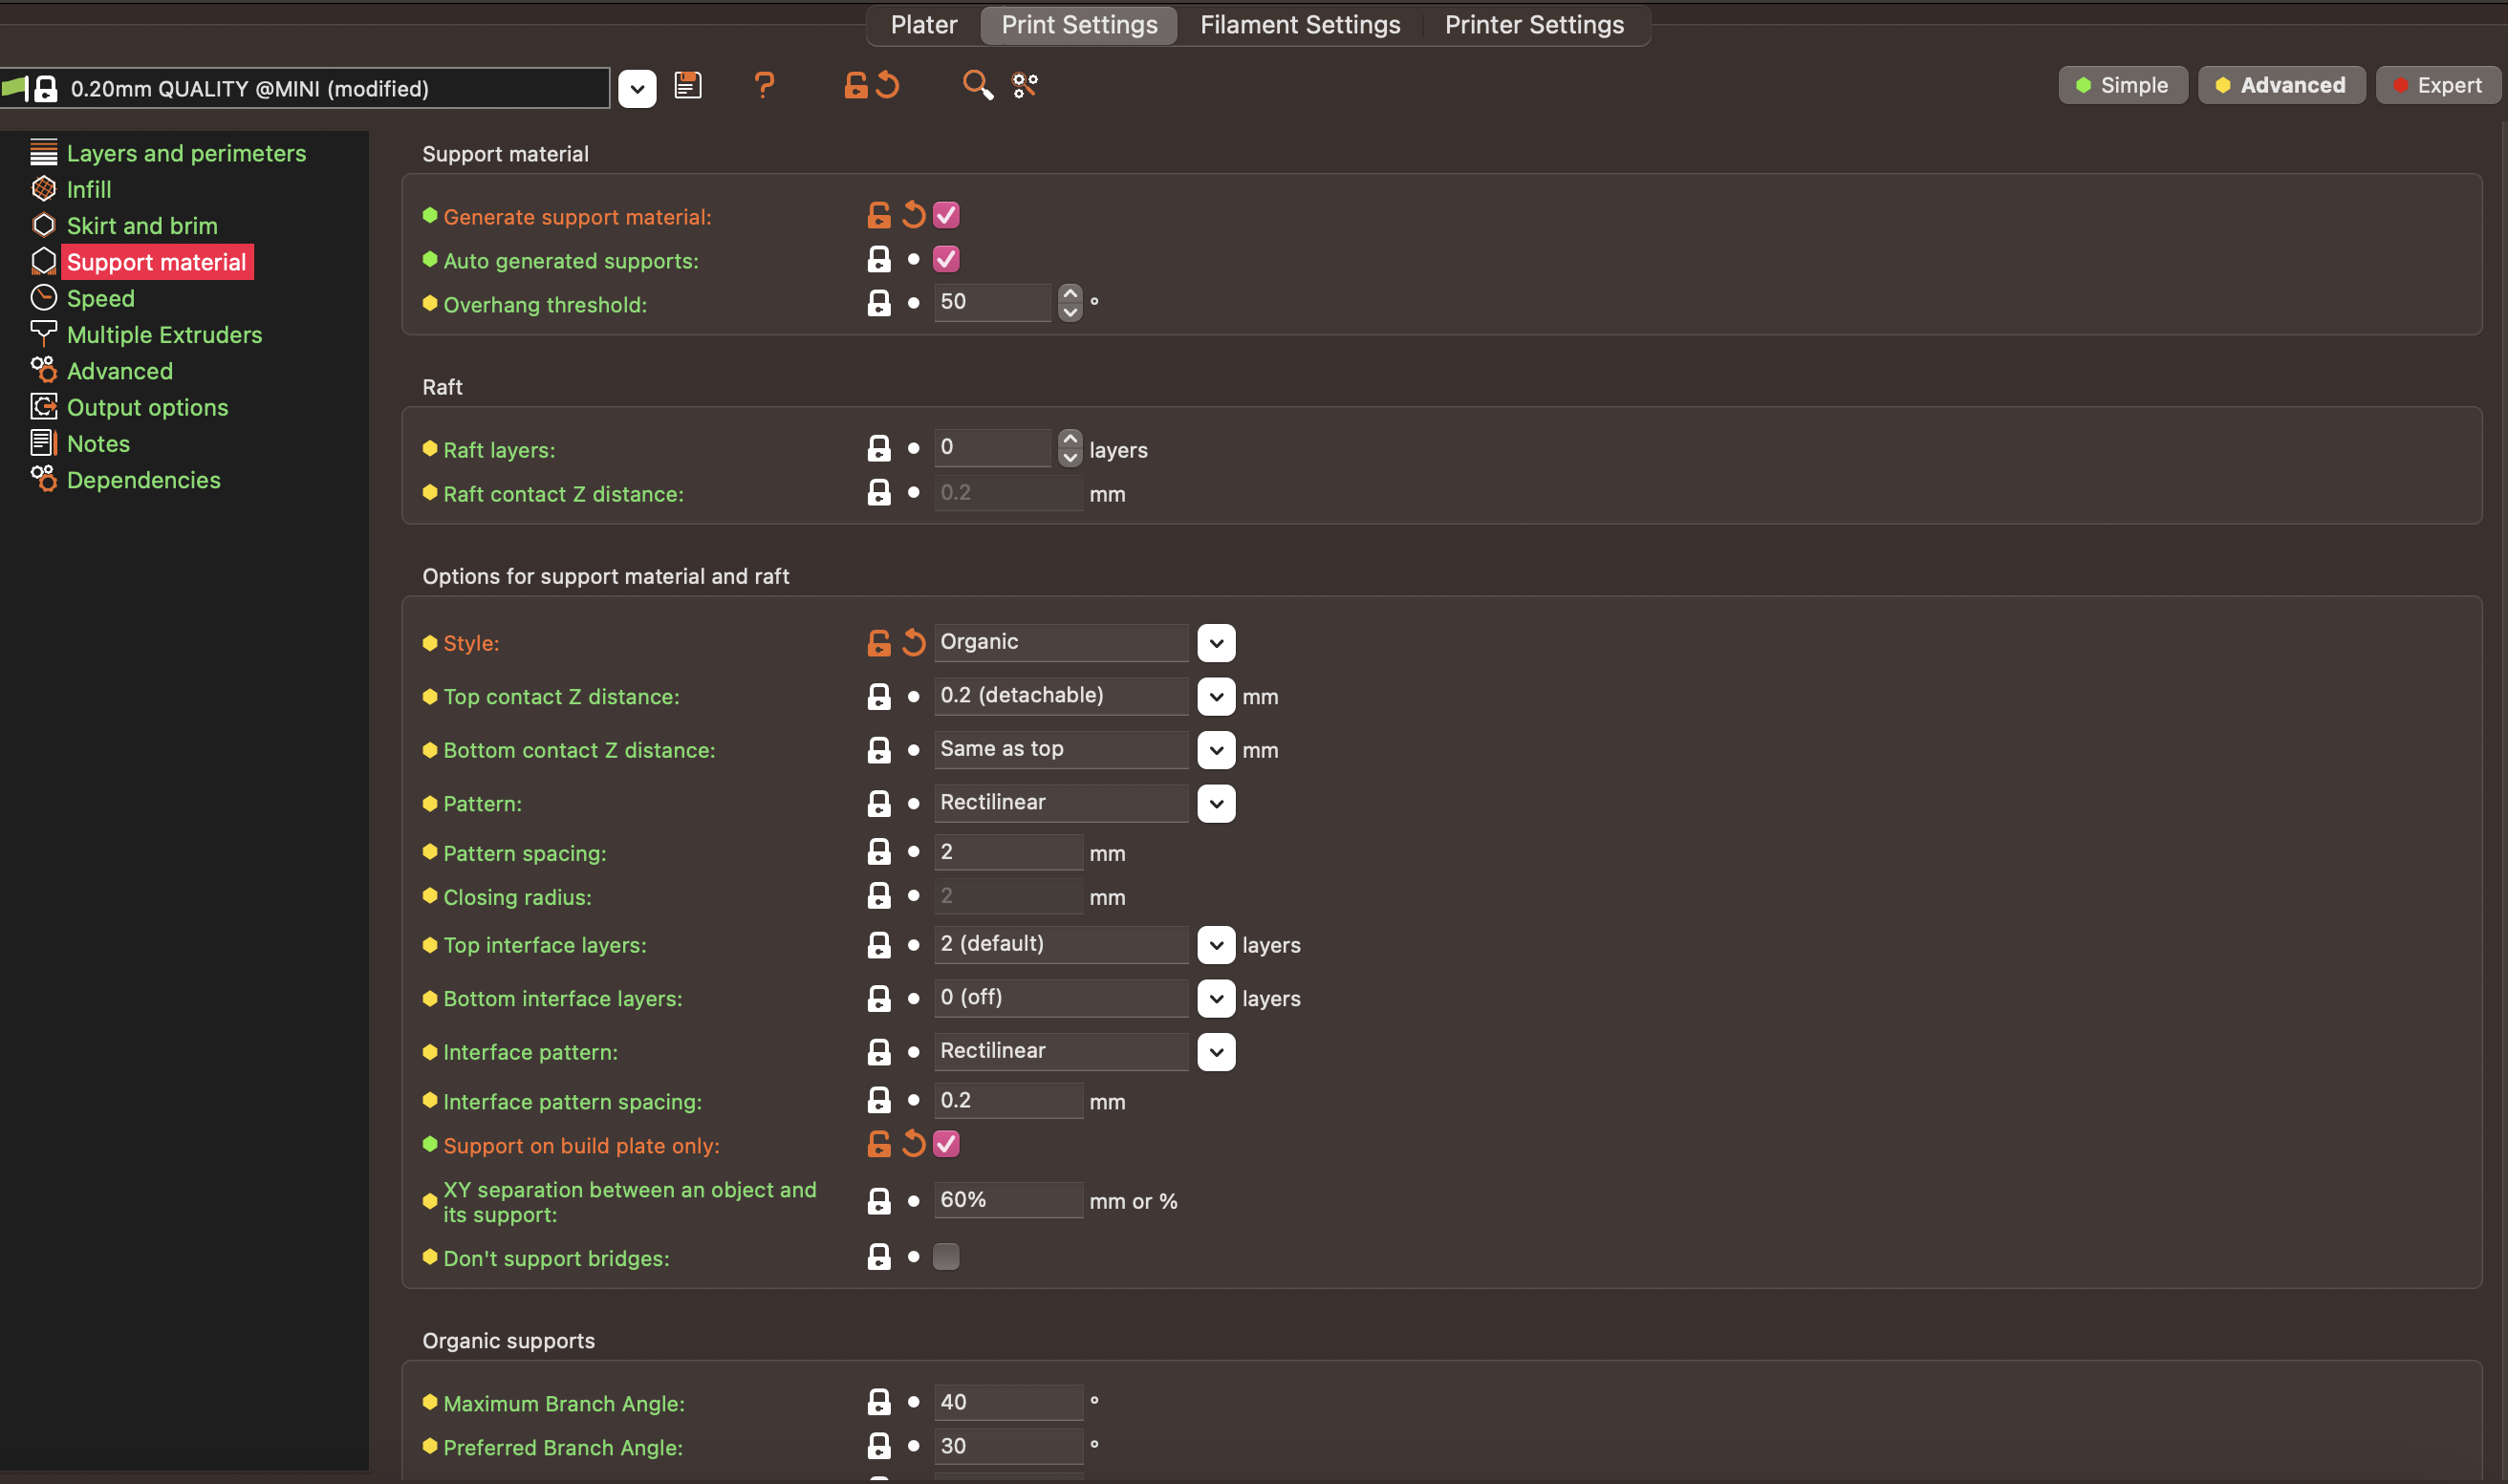 Plater Print Settings Filament Settings Printer Settings
0.20mm QUALITY @MINI (modified) ? Simple Advanced Expert
Layers and perimeters
Infill
Skirt and brim
Support material
Speed
Multiple Extruders
Advanced
Output options
Notes
Dependencies
Support material
Generate support material:
Auto generated supports:
Overhang threshold: 50 °
Raft
Raft layers: 0 layers
Raft contact Z distance: 0.2 mm
Options for support material and raft
Style: Organic
Top contact Z distance: 0.2 (detachable) mm
Bottom contact Z distance: Same as top mm
Pattern: Rectilinear
Pattern spacing: 2 mm
Closing radius: 2 mm
Top interface layers: 2 (default) layers
Bottom interface layers: 0 (off) layers
Interface pattern: Rectilinear
Interface pattern spacing: 0.2 mm
Support on build plate only:
XY separation between an object and
its support: 60% mm or %
Don't support bridges:
Organic supports
Maximum Branch Angle: 40 °
Preferred Branch Angle: 30 °